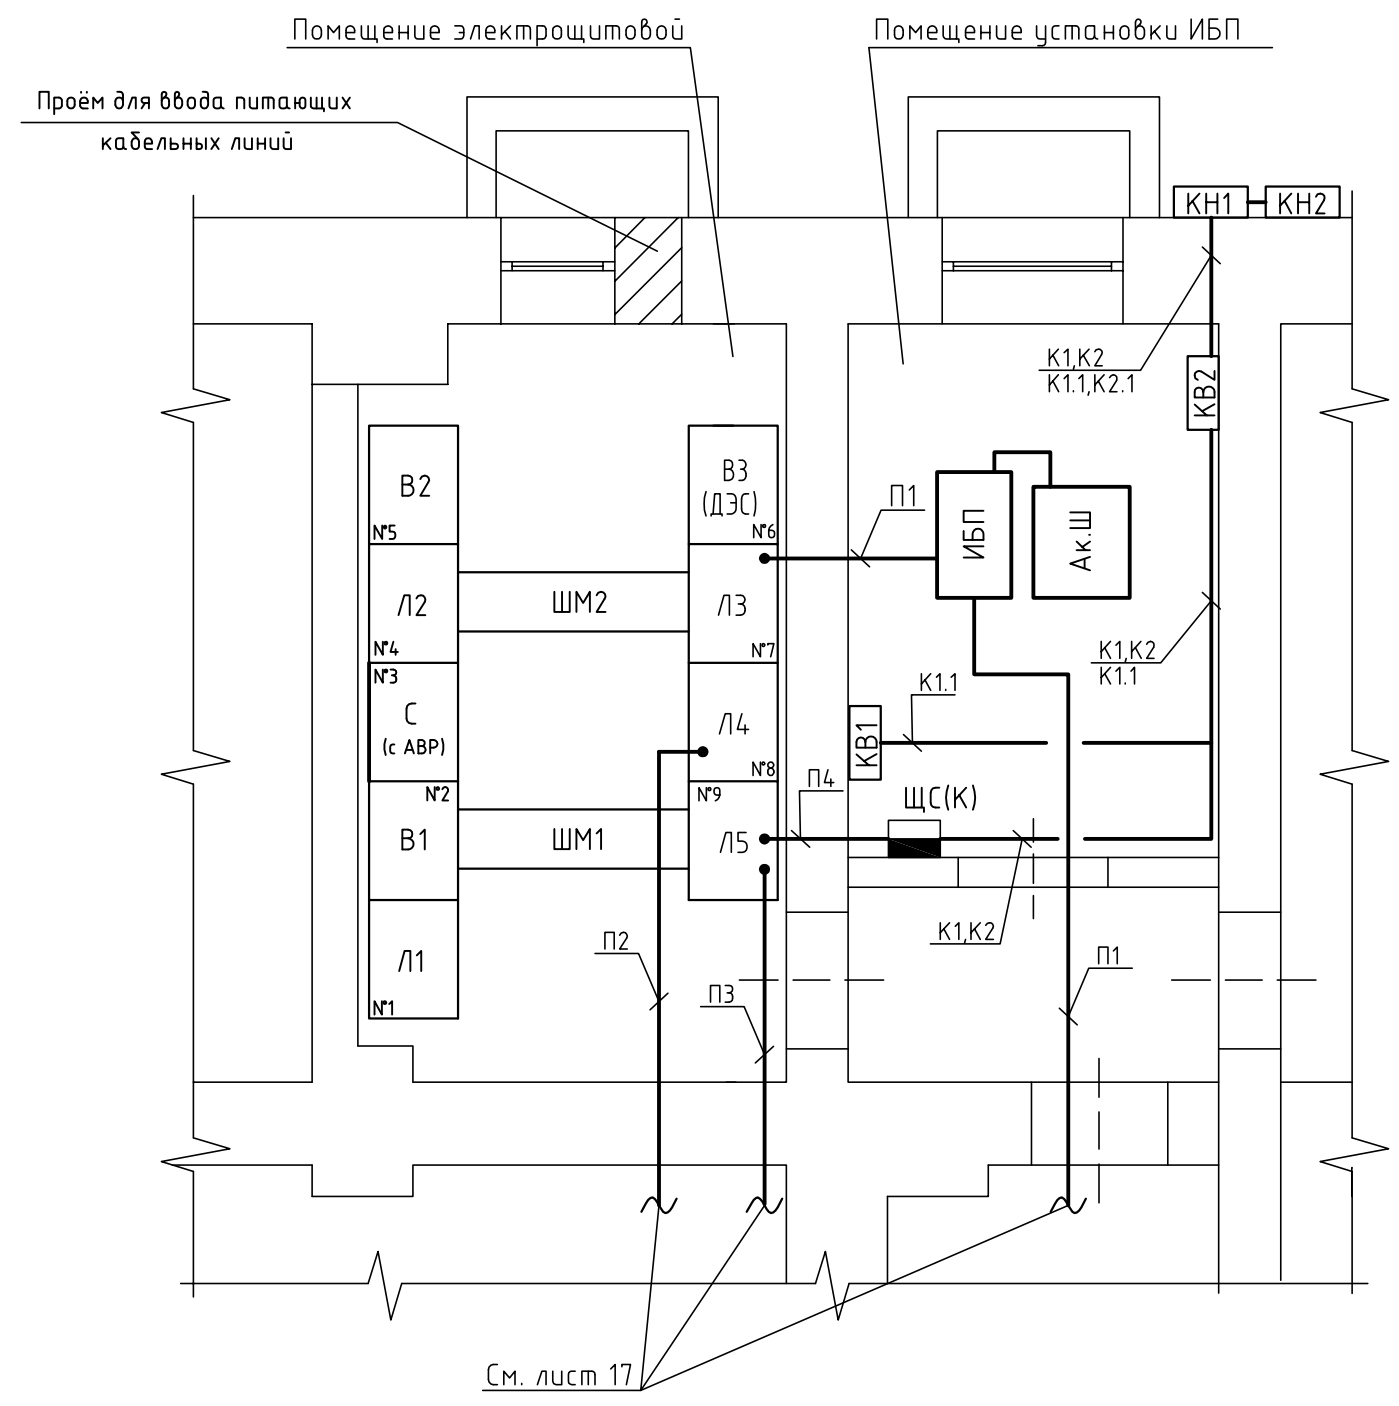 Помещение электрощитовой
Помещение установки ИБП
Проём для ввода питающих
кабельных линий
КН1
КН2
К1,К2
К1.1,К2.1
КВ2
В2
№5
В3
(ДЭС)
№6
П1
ИБП
Ак.Ш
Л2
№4
ШМ2
Л3
№7
К1,К2
К1.1
№3
С
(с АВР)
Л4
№8
К1.1
КВ1
№2
В1
ШМ1
№9
Л5
П4
ЩС(К)
К1,К2
Л1
№1
П2
П3
П1
См. лист 17